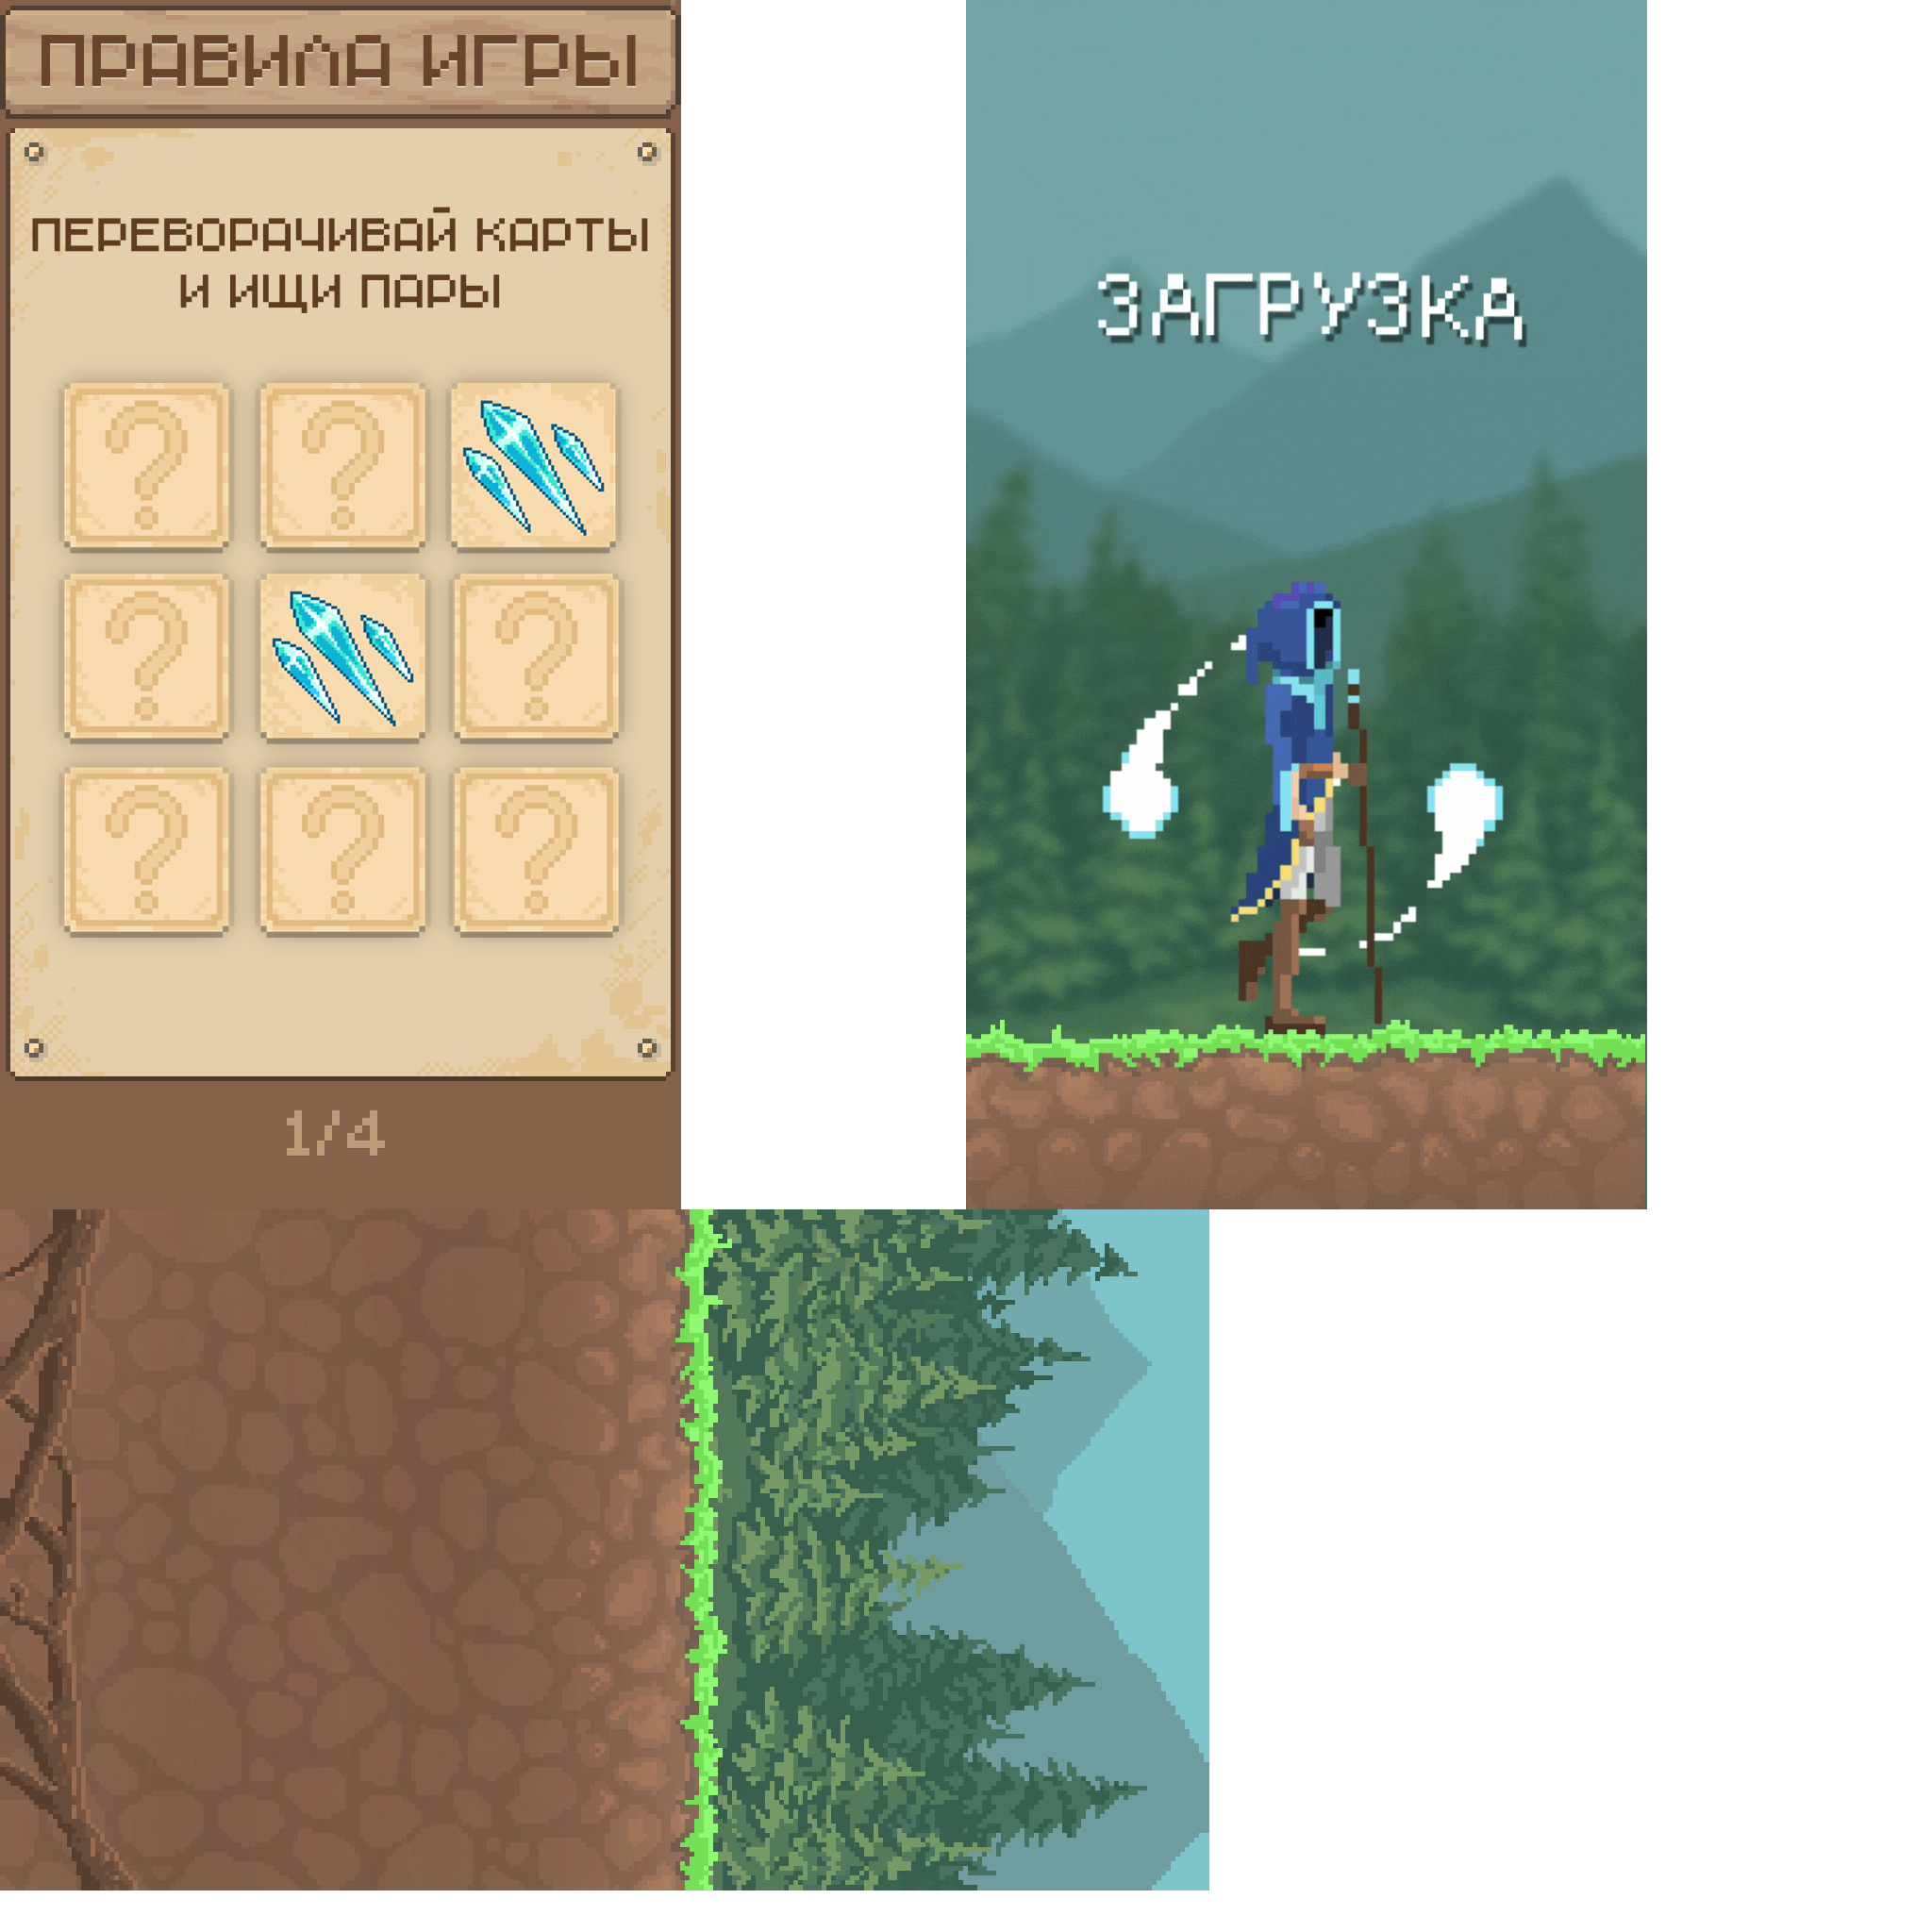 ПРАВИЛА ИГРЫ
ПЕРЕВОРАЧИВАЙ КАРТЫ
И ИЩИ ПАРЫ
? ? 
? ?
? ? ?
1/4
ЗАГРУЗКА